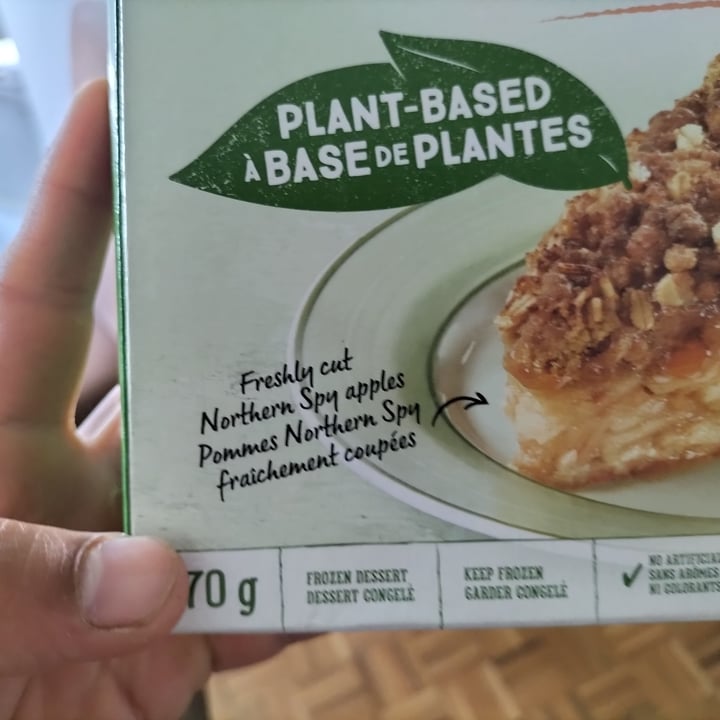 PLANT-BASED
À BASE DE PLANTES
Freshly cut
Northern Spy apples
Pommes Northern Spy
fraîchement coupées
70 g
FROZEN DESSERT
DESSERT CONGELÉ
KEEP FROZEN
GARDER CONGELÉ
NO
SANS ARÔMES
NI COLORANTS